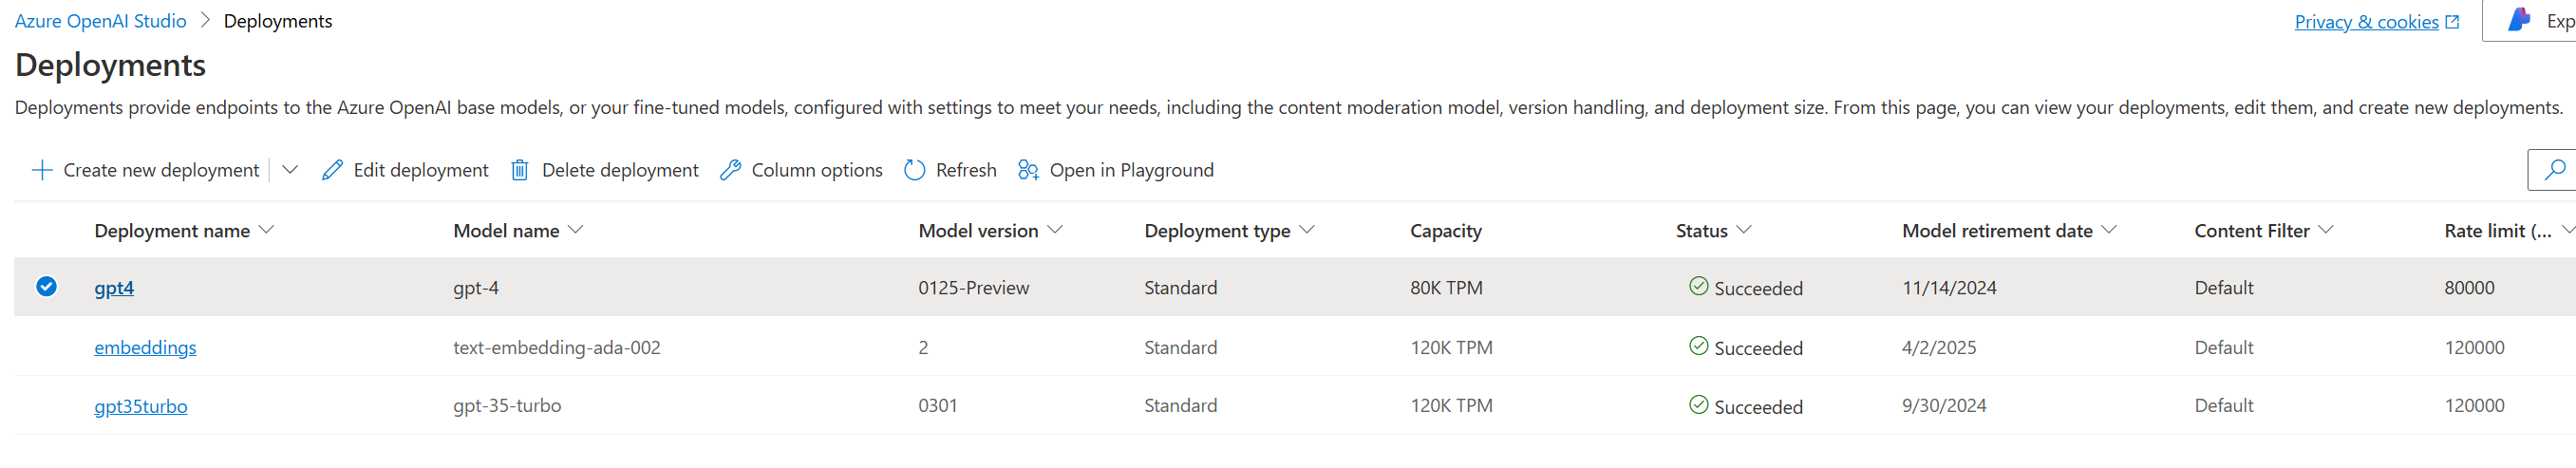 Azure OpenAI Studio > Deployments
Privacy & cookies
Deployments
Deployments provide endpoints to the Azure OpenAI base models, or your fine-tuned models, configured with settings to meet your needs, including the content moderation model, version handling, and deployment size. From this page, you can view your deployments, edit them, and create new deployments.
Create new deployment Edit deployment Delete deployment Column options Refresh Open in Playground
Deployment name Model name Model version Deployment type Capacity Status Model retirement date Content Filter Rate limit (...
gpt4 gpt-4 0125-Preview Standard 80K TPM Succeeded 11/14/2024 Default 80000
embeddings text-embedding-ada-002 2 Standard 120K TPM Succeeded 4/2/2025 Default 120000
gpt35turbo gpt-35-turbo 0301 Standard 120K TPM Succeeded 9/30/2024 Default 120000